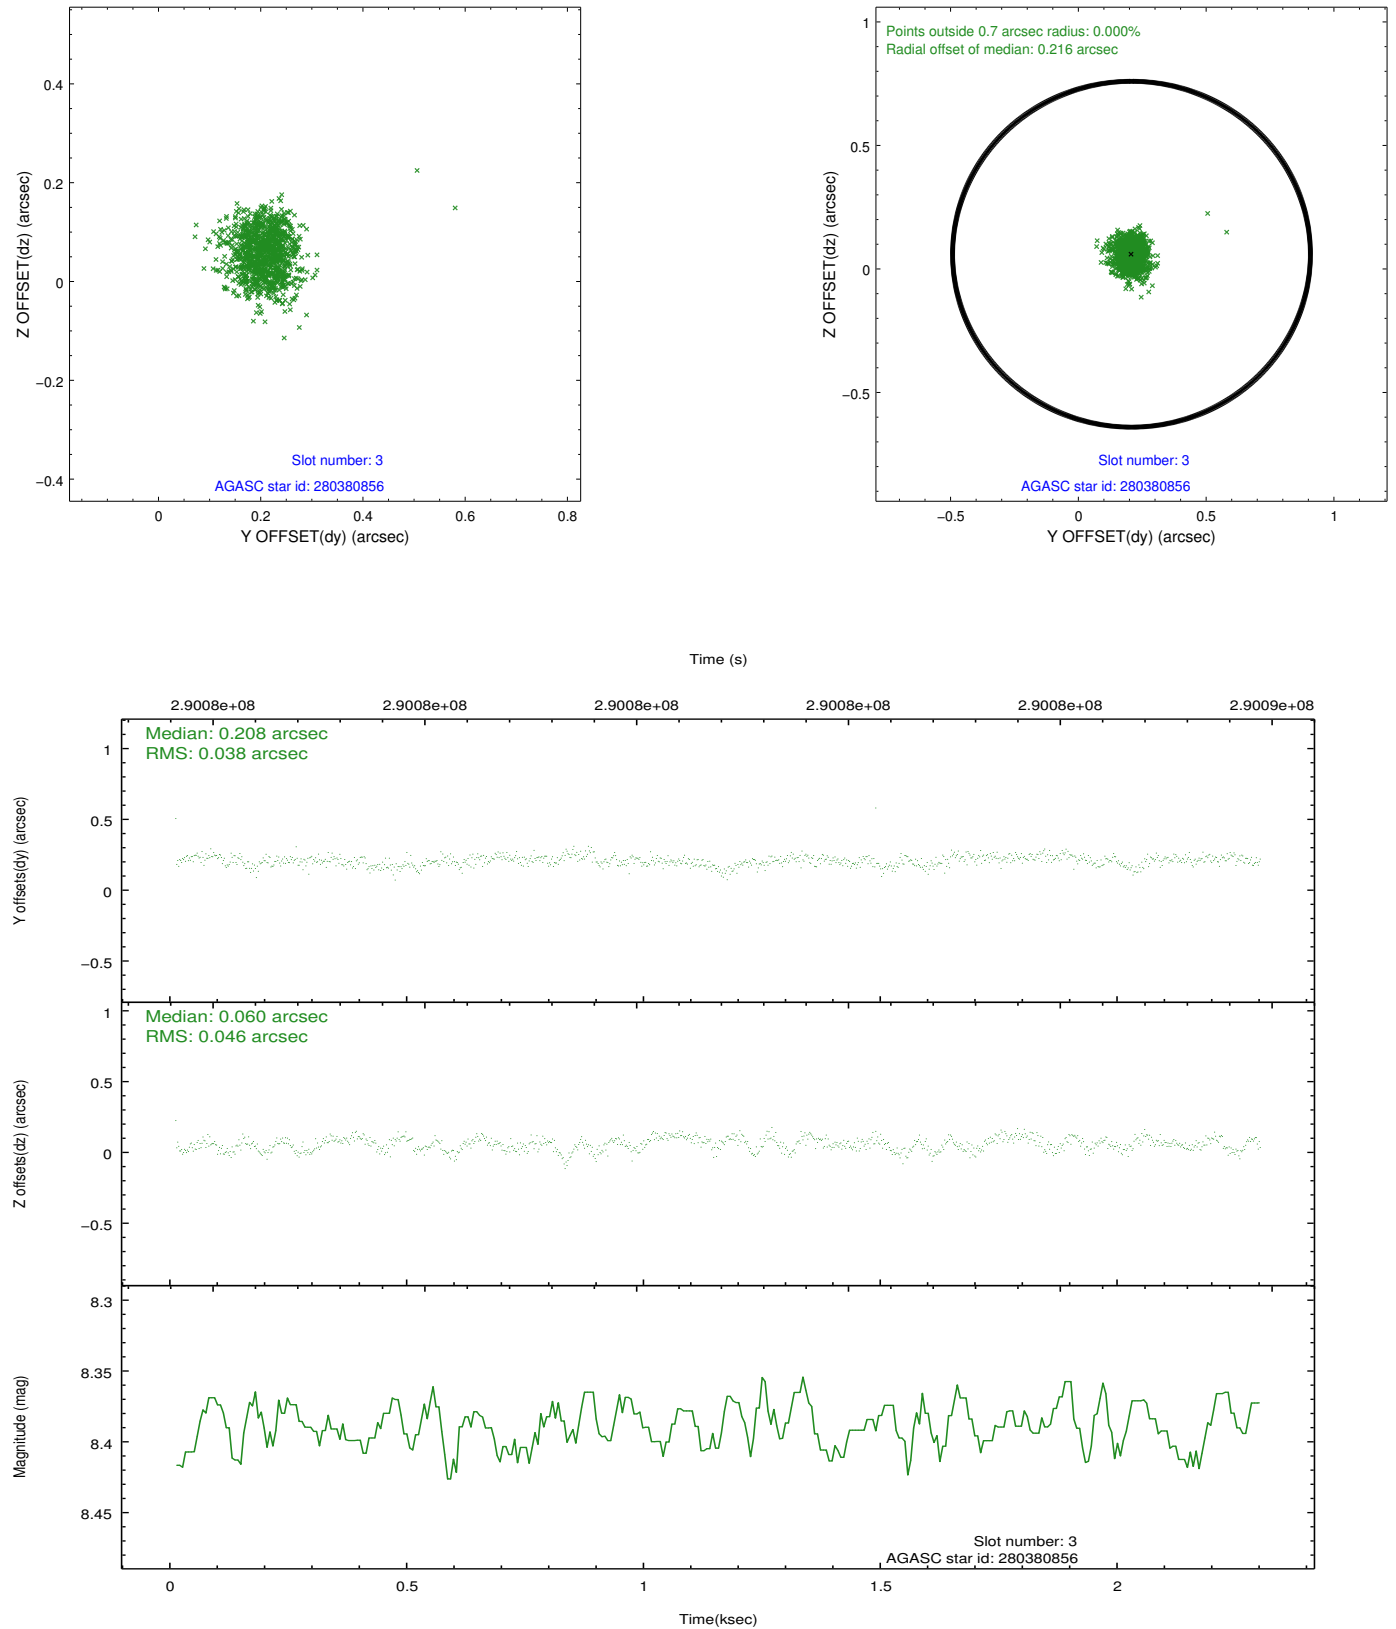 0.4
0.2
0
−0.2
−0.4
Z OFFSET(dz) (arcsec)
Slot number: 3
AGASC star id: 280380856
0 0.2 0.4 0.6 0.8
Y OFFSET(dy) (arcsec)
Points outside 0.7 arcsec radius: 0.000%
Radial offset of median: 0.216 arcsec
1
0.5
0
−0.5
Z OFFSET(dz) (arcsec)
Slot number: 3
AGASC star id: 280380856
−0.5 0 0.5 1
Y OFFSET(dy) (arcsec)
Time (s)
2.9008e+08 2.9008e+08 2.9008e+08 2.9008e+08 2.9008e+08 2.9009e+08
Median: 0.208 arcsec
RMS: 0.038 arcsec
1
0.5
0
−0.5
Y offsets(dy) (arcsec)
Median: 0.060 arcsec
RMS: 0.046 arcsec
1
0.5
0
−0.5
Z offsets(dz) (arcsec)
8.3
8.35
8.4
8.45
Magnitude (mag)
Slot number: 3
AGASC star id: 280380856
0 0.5 1 1.5 2
Time(ksec)